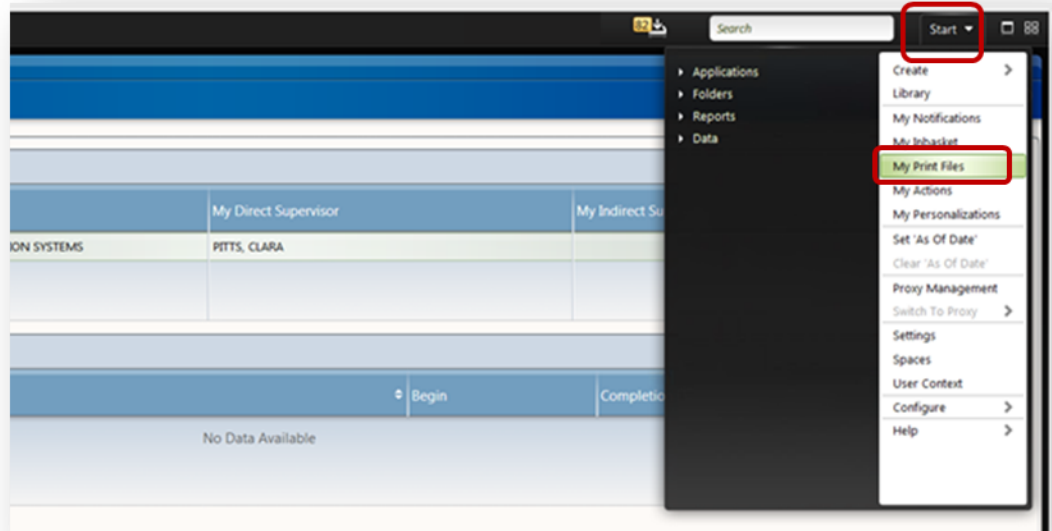 82
Search
Start
Applications
Folders
Reports
Data
Create
Library
My Notifications
My Inbasket
My Print Files
My Actions
My Personalizations
Set 'As Of Date'
Clear 'As Of Date'
Proxy Management
Switch To Proxy
Settings
Spaces
User Context
Configure
Help
My Direct Supervisor
My Indirect Su
ION SYSTEMS
PITTS, CLARA
Begin
Completio
No Data Available